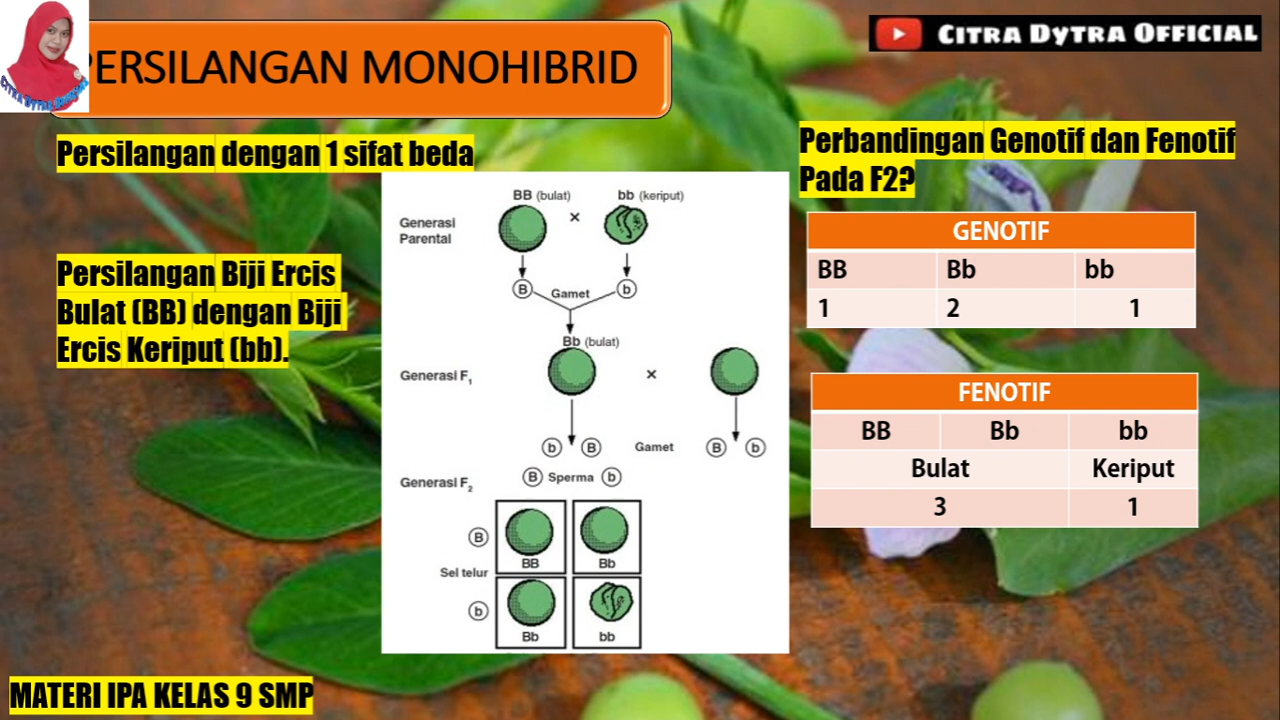 PERSILANGAN MONOHIBRID
CITRA DYTRA OFFICIAL
Persilangan dengan 1 sifat beda
Persilangan Biji Ercis
Bulat (BB) dengan Biji
Ercis Keriput (bb).
BB (bulat)
bb (keriput)
Generasi
Parental
×
B
Gamet
b
Bb (bulat)
Generasi F₁
×
b
B
Gamet
B
b
Generasi F₂
B Sperma b
B
BB
Bb
Sel telur
b
Bb
bb
Perbandingan Genotif dan Fenotif
Pada F2?
GENOTIF
BB Bb bb
1 2 1
FENOTIF
BB Bb bb
Bulat Keriput
3 1
MATERI IPA KELAS 9 SMP